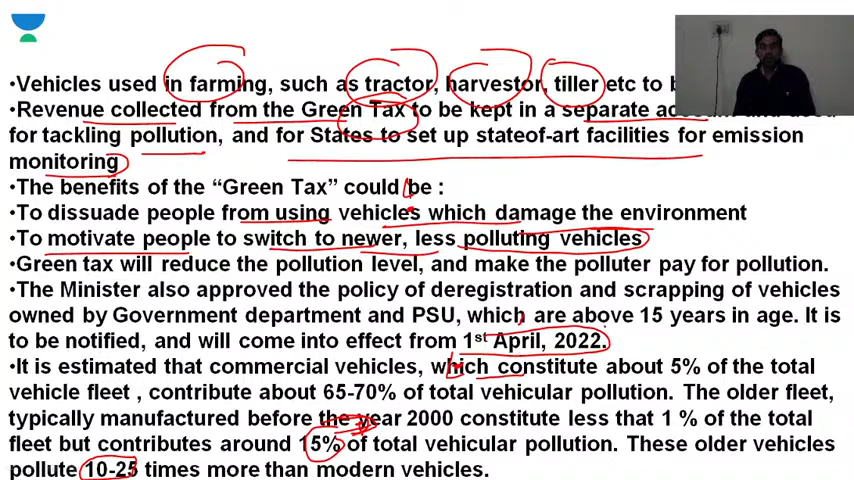 •Vehicles used in farming, such as tractor, harvestor, tiller etc to b
•Revenue collected from the Green Tax to be kept in a separate account and used
for tackling pollution, and for States to set up stateof-art facilities for emission
monitoring
•The benefits of the “Green Tax” could be :
•To dissuade people from using vehicles which damage the environment
•To motivate people to switch to newer, less polluting vehicles
•Green tax will reduce the pollution level, and make the polluter pay for pollution.
•The Minister also approved the policy of deregistration and scrapping of vehicles
owned by Government department and PSU, which are above 15 years in age. It is
to be notified, and will come into effect from 1st April, 2022.
•It is estimated that commercial vehicles, which constitute about 5% of the total
vehicle fleet , contribute about 65-70% of total vehicular pollution. The older fleet,
typically manufactured before the year 2000 constitute less that 1 % of the total
fleet but contributes around 15% of total vehicular pollution. These older vehicles
pollute 10-25 times more than modern vehicles.